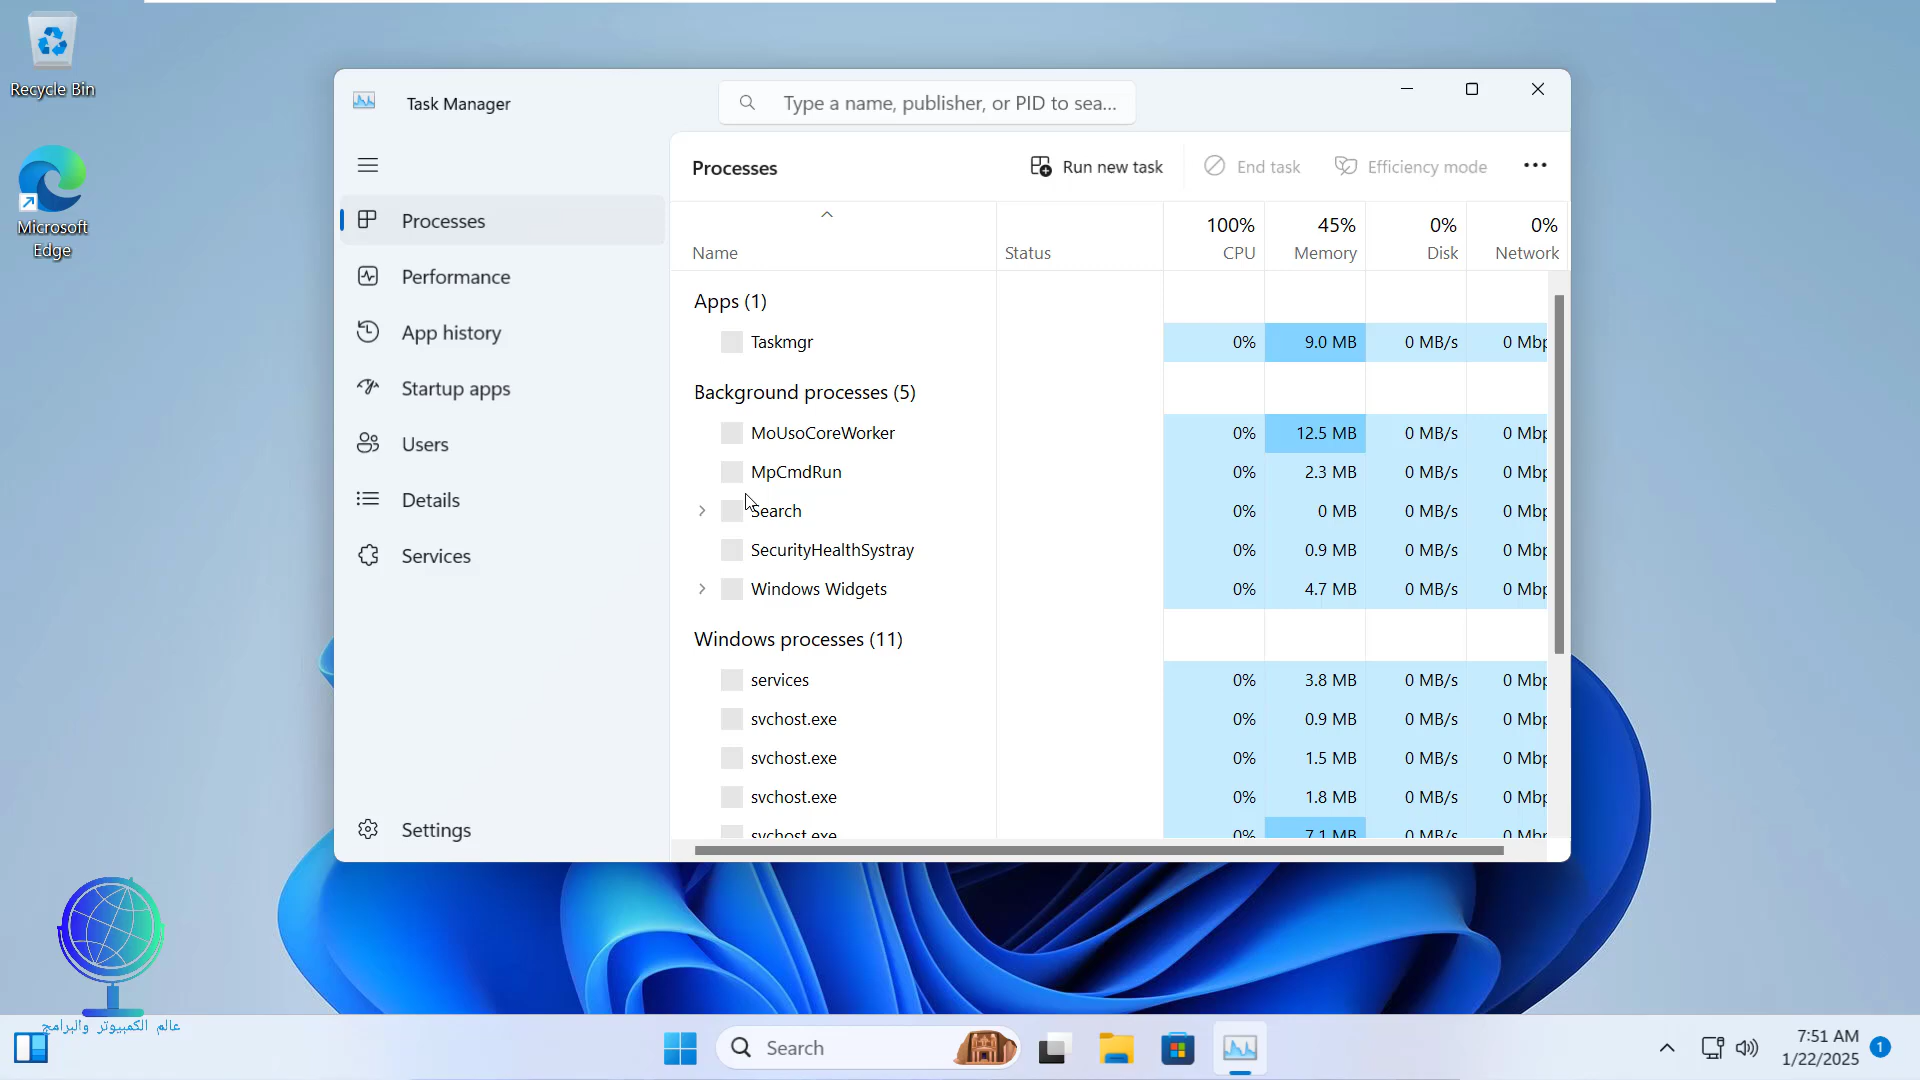 Recycle Bin
Microsoft
Edge
Task Manager
Type a name, publisher, or PID to sea...
Processes
Performance
App history
Startup apps
Users
Details
Services
Settings
Processes
Run new task
End task
Efficiency mode
100% 45% 0% 0%
Name Status CPU Memory Disk Network
Apps (1)
Taskmgr 0% 9.0 MB 0 MB/s 0 Mbp
Background processes (5)
MoUsoCoreWorker 0% 12.5 MB 0 MB/s 0 Mbp
MpCmdRun 0% 2.3 MB 0 MB/s 0 Mbp
Search 0% 0 MB 0 MB/s 0 Mbp
SecurityHealthSystray 0% 0.9 MB 0 MB/s 0 Mbp
Windows Widgets 0% 4.7 MB 0 MB/s 0 Mbp
Windows processes (11)
services 0% 3.8 MB 0 MB/s 0 Mbp
svchost.exe 0% 0.9 MB 0 MB/s 0 Mbp
svchost.exe 0% 1.5 MB 0 MB/s 0 Mbp
svchost.exe 0% 1.8 MB 0 MB/s 0 Mbp
svchost.exe 0% 7.1 MB 0 MB/s 0 Mbp
عالم الكمبيوتر والبرامج
Search
7:51 AM
1/22/2025
1